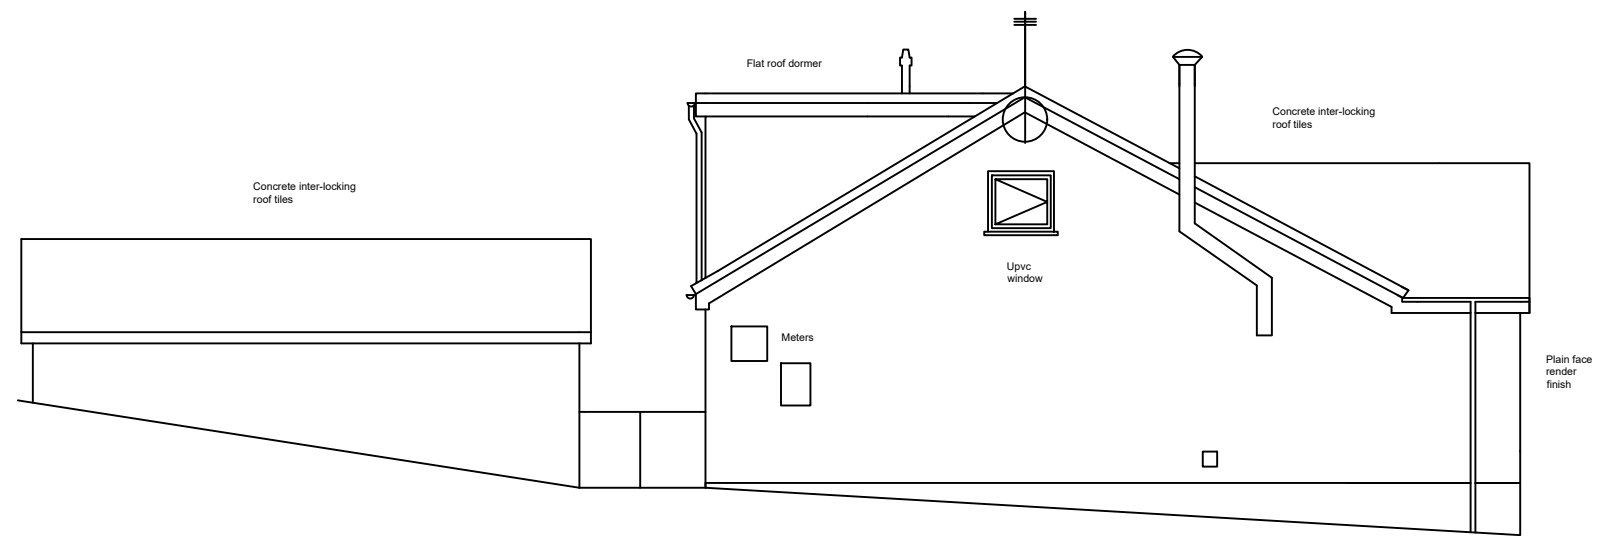 Flat roof dormer
Concrete inter-locking
roof tiles
Concrete inter-locking
roof tiles
Upvc
window
Meters
Plain face
render
finish